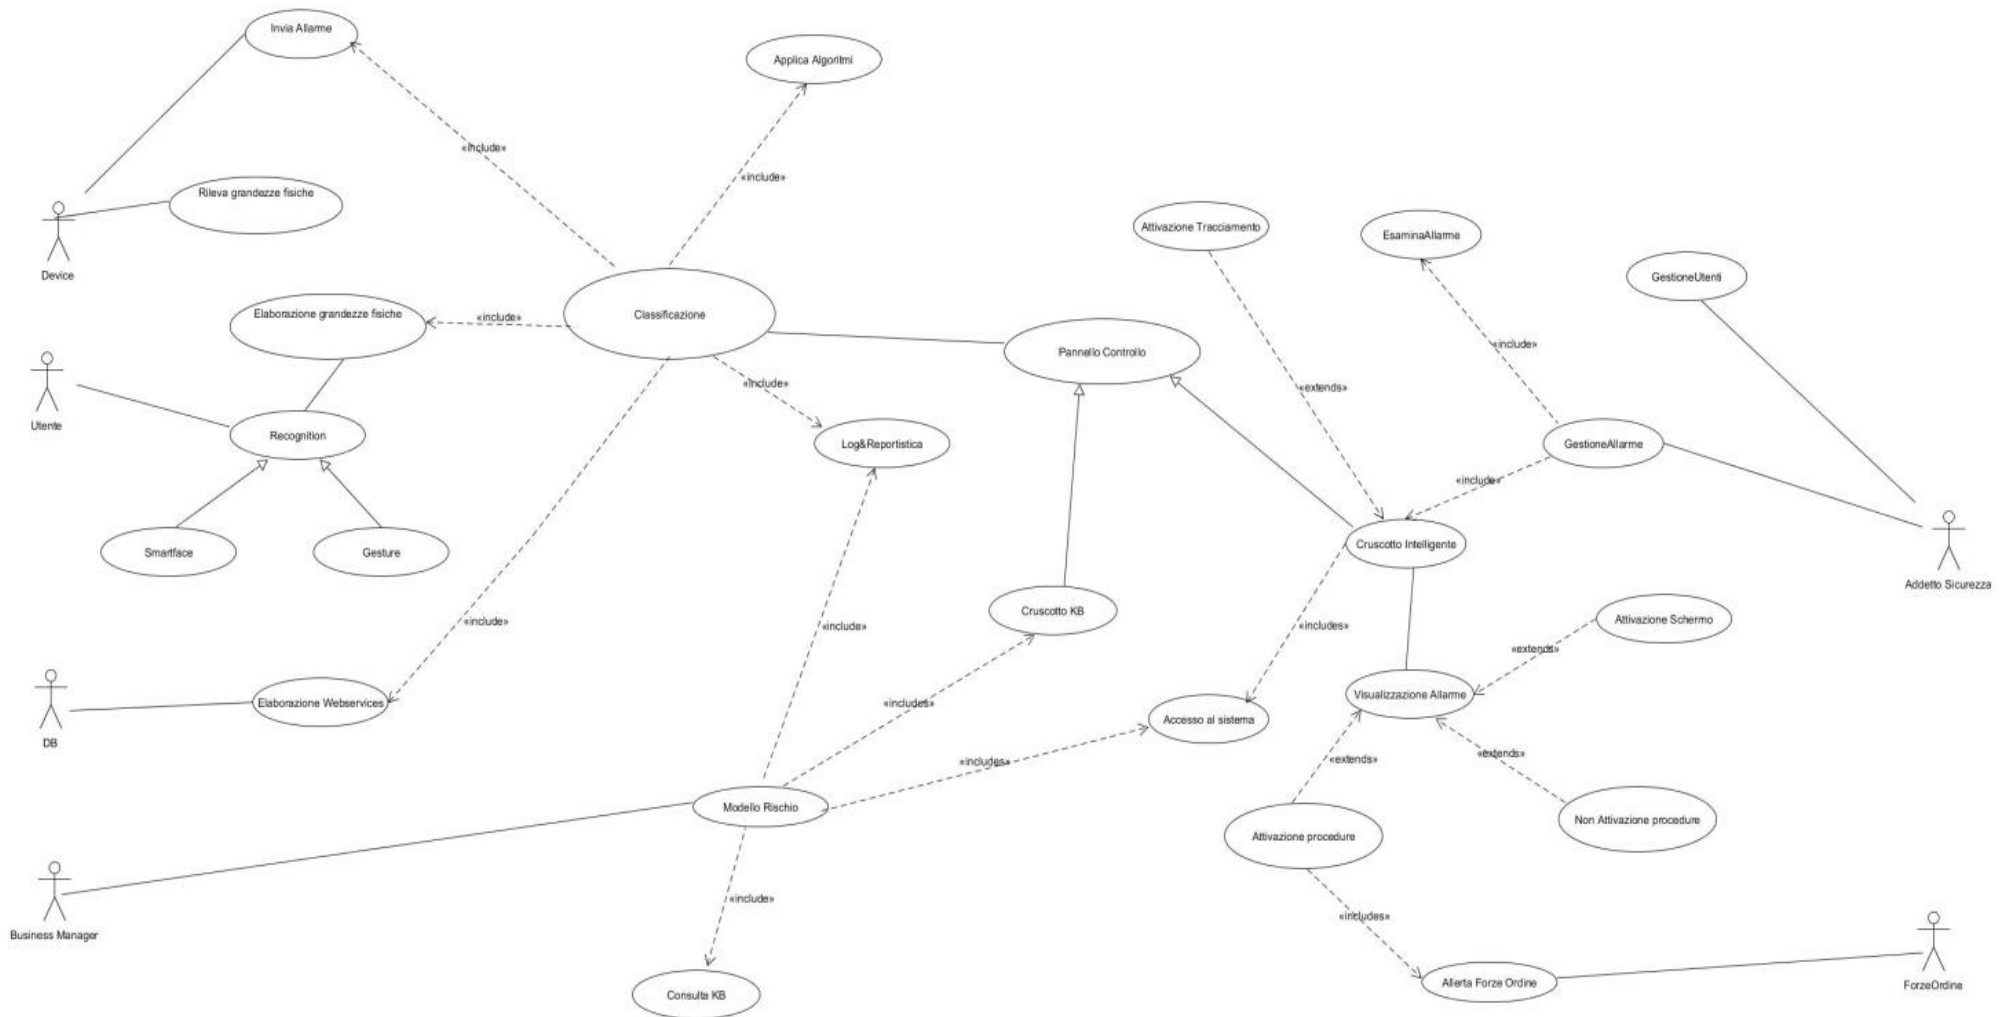 Invia Allarme
Applica Algoritmi
«include»
«include»
Rileva grandezze fisiche
Attivazione Tracciamento
EsaminaAllarme
Device
GestioneUtenti
Elaborazione grandezze fisiche
«include»
Classificazione
Pannello Controllo
«include»
«include»
«extends»
Utente
Recognition
Log&Reportistica
GestioneAllarme
«include»
Smartface
Gesture
Cruscotto Intelligente
Addetto Sicurezza
Cruscotto KB
«include»
«include»
«includes»
Attivazione Schermo
«extends»
Elaborazione Webservices
Visualizzazione Allarme
«includes»
Accesso al sistema
DB
«includes»
«extends»
«extends»
Modello Rischio
Attivazione procedure
Non Attivazione procedure
«include»
«includes»
Business Manager
Consulta KB
Allerta Forze Ordine
ForzeOrdine